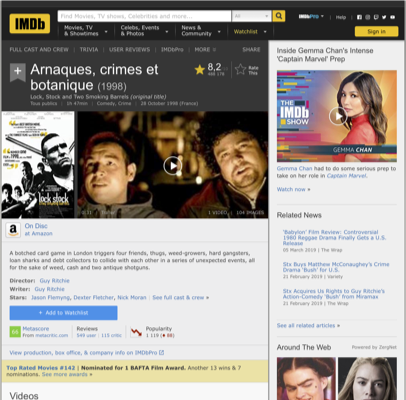 IMDb
Find Movies, TV shows, Celebrities and more...
All
Movies, TV & Showtimes
Celebs, Events & Photos
News & Community
Watchlist
IMDbPro
Help
Sign in
FULL CAST AND CREW | TRIVIA | USER REVIEWS | IMDbPro | MORE
SHARE
Arnaques, crimes et botanique (1998)
8,2
Rate This
Lock, Stock and Two Smoking Barrels (original title)
Tous publics | 1h 47min | Comedy, Crime | 28 October 1998 (France)
lock stock
1 VIDEO | 104 IMAGES
On Disc
at Amazon
A botched card game in London triggers four friends, thugs, weed-growers, hard gangsters,
loan sharks and debt collectors to collide with each other in a series of unexpected events, all
for the sake of weed, cash and two antique shotguns.
Director: Guy Ritchie
Writer: Guy Ritchie
Stars: Jason Flemyng, Dexter Fletcher, Nick Moran | See full cast & crew »
+ Add to Watchlist
Metascore
From metacritic.com
Reviews
549 user | 115 critic
Popularity
1 119
View production, box office, & company info on IMDbPro
Top Rated Movies #142 | Nominated for 1 BAFTA Film Award. Another 13 wins & 7
nominations. See more awards »
Videos
Inside Gemma Chan's Intense
'Captain Marvel' Prep
THE
IMDb
SHOW
GEMMA CHAN
Gemma Chan had to do some serious prep to
take on her role in Captain Marvel.
Watch now »
Related News
'Babylon' Film Review: Controversial
1980 Reggae Drama Finally Gets a U.S.
Release
05 March 2019 | The Wrap
Stx Buys Matthew McConaughey's Crime
Drama 'Bush' for U.S.
21 February 2019 | Variety
Stx Acquires Us Rights to Guy Ritchie's
Action-Comedy 'Bush' from Miramax
21 February 2019 | The Wrap
See all related articles »
Around The Web
Powered by ZergNet